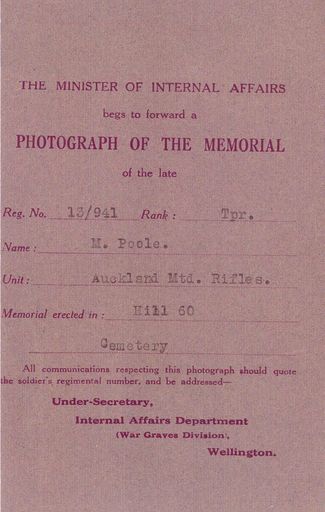 THE MINISTER OF INTERNAL AFFAIRS
begs to forward a
PHOTOGRAPH OF THE MEMORIAL
of the late
Reg. No. 13/941 Rank : Tpr.
Name : M. Poole.
Unit : Auckland Mtd. Rifles.
Memorial erected in : Hill 60
Cemetery
All communications respecting this photograph should quote
the soldier's regimental number, and be addressed—
Under-Secretary,
Internal Affairs Department
(War Graves Division),
Wellington.